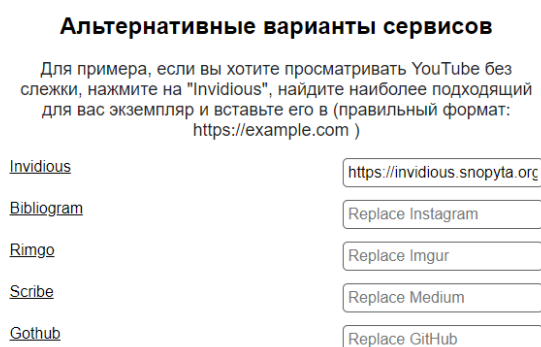 Альтернативные варианты сервисов
Для примера, если вы хотите просматривать YouTube без
слежки, нажмите на "Invidious", найдите наиболее подходящий
для вас экземпляр и вставьте его в (правильный формат:
https://example.com )
Invidious https://invidious.snopyta.org
Bibliogram Replace Instagram
Rimgo Replace Imgur
Scribe Replace Medium
Gothub Replace GitHub